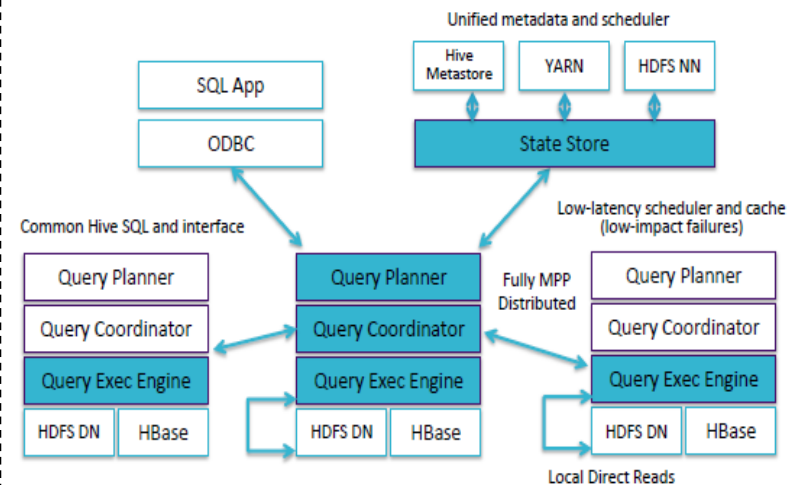 Unified metadata and scheduler
Hive
Metastore
YARN
HDFS NN
SQL App
ODBC
State Store
Common Hive SQL and interface
Low-latency scheduler and cache
(low-impact failures)
Query Planner
Query Coordinator
Query Exec Engine
HDFS DN
HBase
Query Planner
Query Coordinator
Query Exec Engine
HDFS DN
HBase
Fully MPP
Distributed
Query Planner
Query Coordinator
Query Exec Engine
HDFS DN
HBase
Local Direct Reads